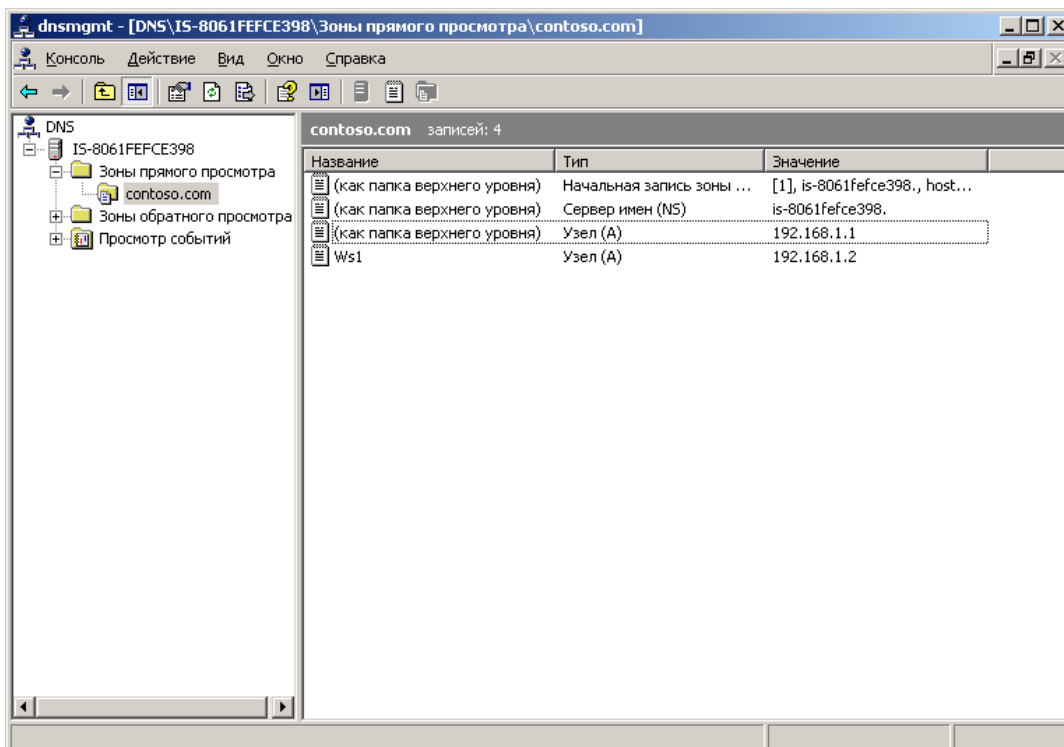 dnsmgmt - [DNS\IS-8061FEFCE398\Зоны прямого просмотра\contoso.com]
Консоль Действие Вид Окно Справка
DNS
IS-8061FEFCE398
Зоны прямого просмотра
contoso.com
Зоны обратного просмотра
Просмотр событий
contoso.com записей: 4
Название Тип Значение
(как папка верхнего уровня) Начальная запись зоны ... [1], is-8061fefce398., host...
(как папка верхнего уровня) Сервер имен (NS) is-8061fefce398.
(как папка верхнего уровня) Узел (A) 192.168.1.1
Ws1 Узел (A) 192.168.1.2